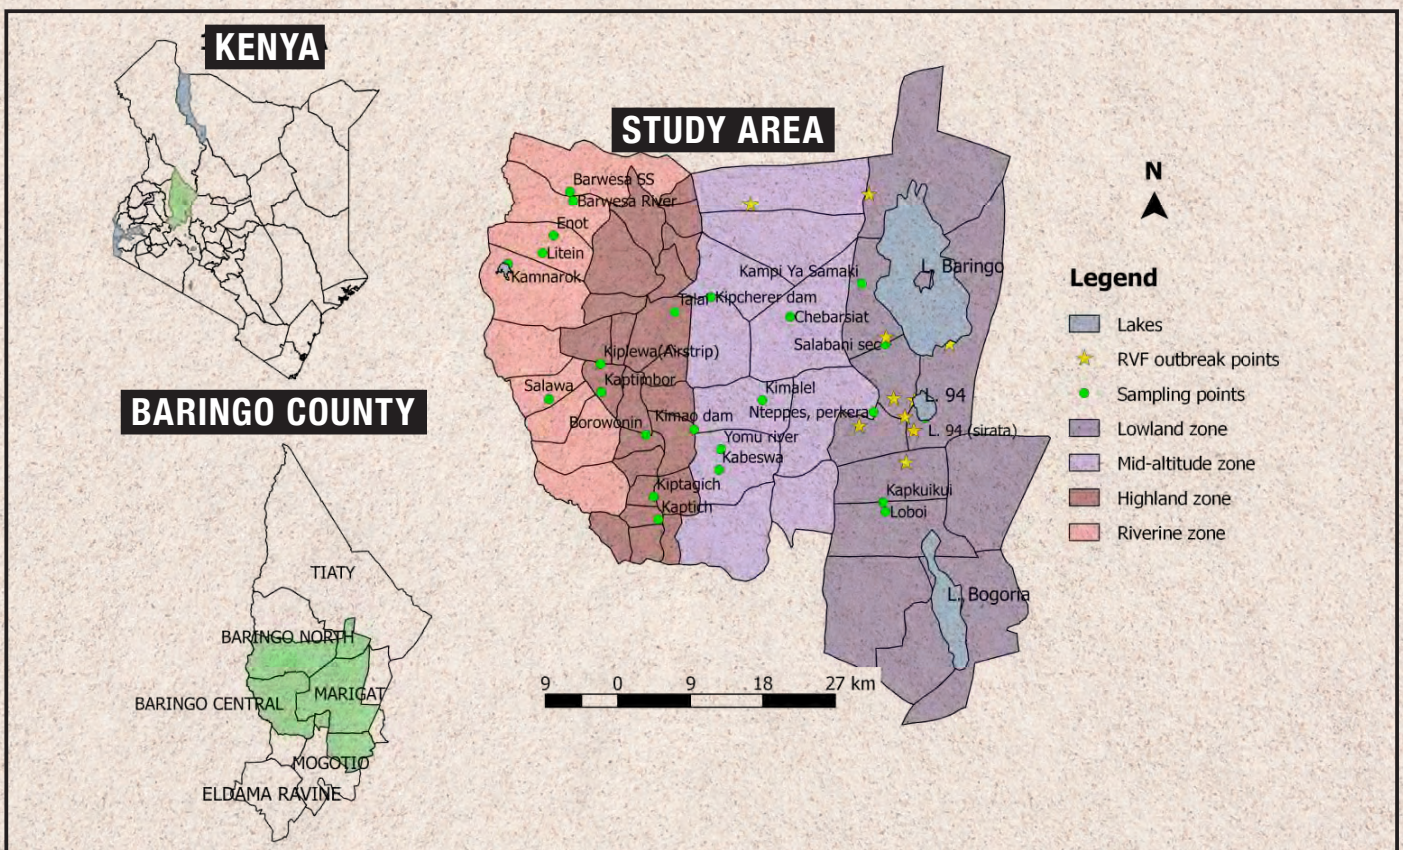 KENYA
BARINGO COUNTY
TIATY
BARINGO NORTH
MARIGAT
BARINGO CENTRAL
MOGOTIO
ELDAMA RAVINE
STUDY AREA
Barwesa SS
Barwesa River
Enot
Litein
Kamnarok
L. Baringo
Kampi Ya Samaki
Talai
Kipcherer dam
Chebarsiat
Salabani sec
Kiplewa(Airstrip)
Kaptimbor
Salawa
Kimalel
L. 94
Nteppes, perkera
Borowonin
Kimao dam
L. 94 (sirata)
Yomu river
Kabeswa
Kiptagich
Kaptich
Kapkuikui
Loboi
L. Bogoria
9 0 9 18 27 km
N
Legend
Lakes
RVF outbreak points
Sampling points
Lowland zone
Mid-altitude zone
Highland zone
Riverine zone